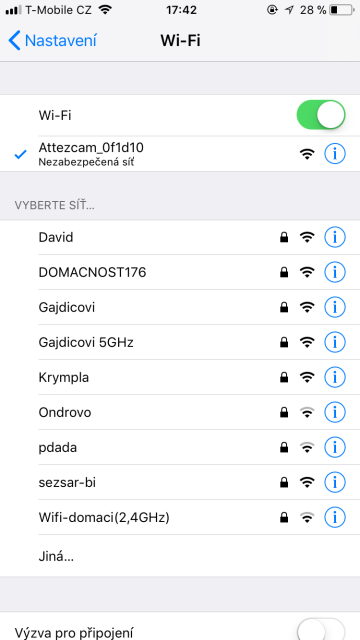 T-Mobile CZ 17:42 28 %
Nastavení Wi-Fi
Wi-Fi
Attezcam_0f1d10
Nezabezpečená síť
VYBERTE SÍŤ...
David
DOMACNOST176
Gajdicovi
Gajdicovi 5GHz
Krympla
Ondrovo
pdada
sezsar-bi
Wifi-domaci(2,4GHz)
Jiná...
Výzva pro připojení